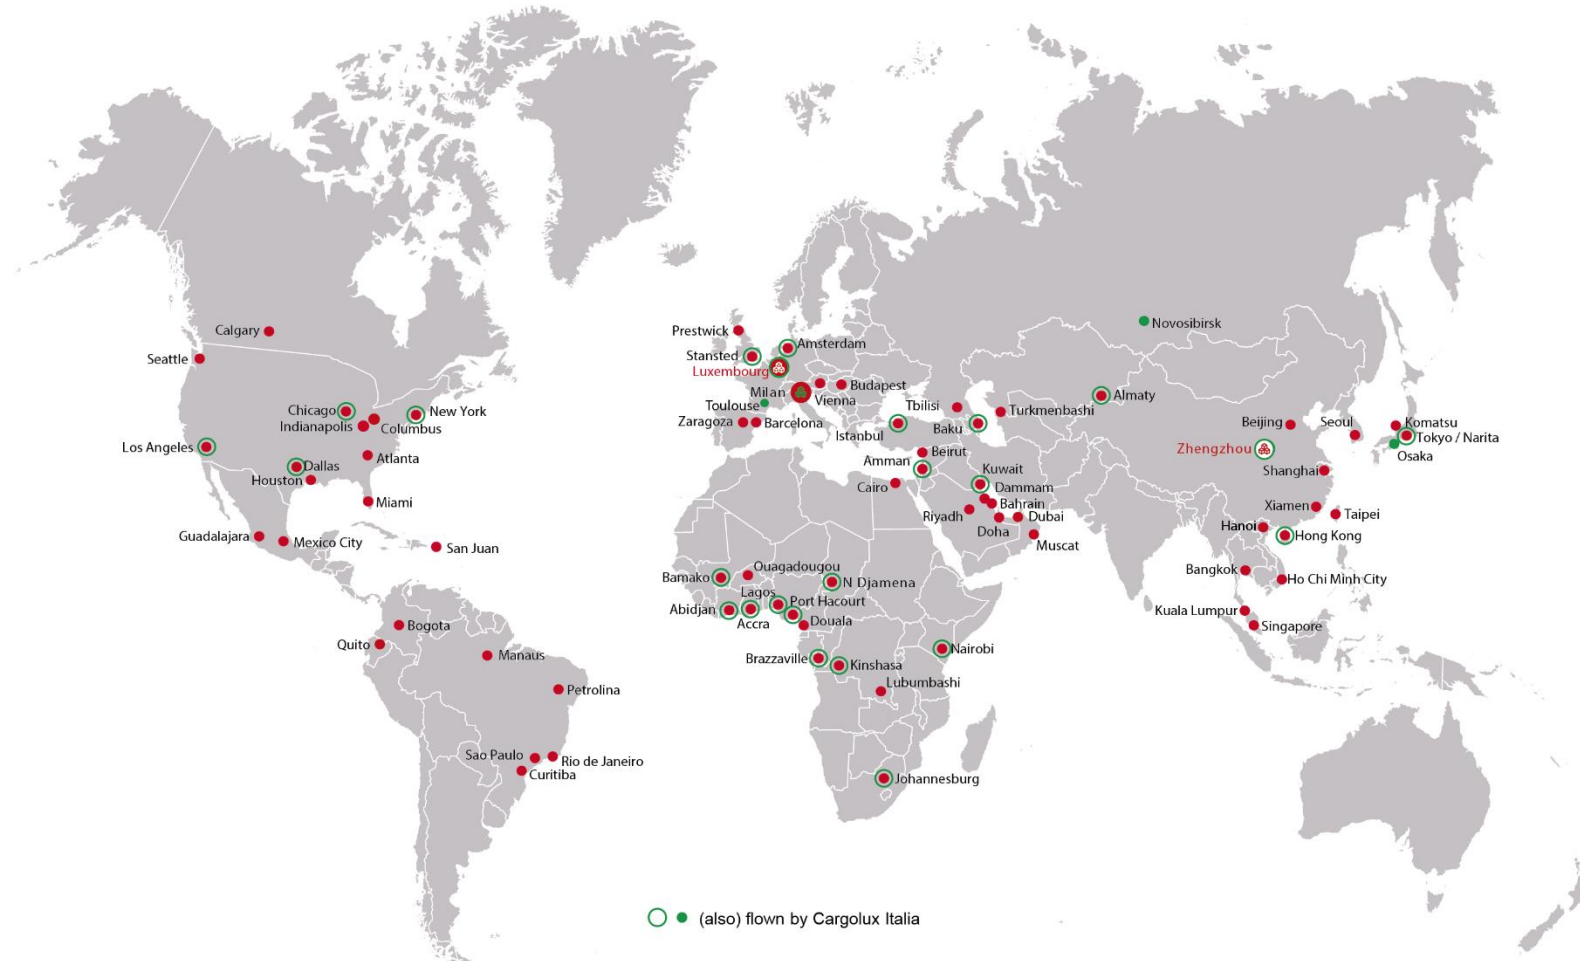 Calgary
Seattle
Chicago
New York
Indianapolis
Columbus
Los Angeles
Dallas
Atlanta
Houston
Miami
Guadalajara
Mexico City
San Juan
Bogota
Quito
Manaus
Petrolina
Sao Paulo
Rio de Janeiro
Curitiba
Prestwick
Stansted
Amsterdam
Luxembourg
Milan
Budapest
Vienna
Toulouse
Zaragoza
Barcelona
Istanbul
Tbilisi
Baku
Turkmenbashi
Almaty
Novosibirsk
Beirut
Amman
Cairo
Kuwait
Dammam
Bahrain
Riyadh
Doha
Dubai
Muscat
Bamako
Ouagadougou
N Djamena
Lagos
Port Hacourt
Abidjan
Accra
Douala
Brazzaville
Kinshasa
Nairobi
Lubumbashi
Johannesburg
Beijing
Seoul
Komatsu
Tokyo / Narita
Osaka
Zhengzhou
Shanghai
Xiamen
Taipei
Hanoi
Hong Kong
Bangkok
Ho Chi Minh City
Kuala Lumpur
Singapore
(also) flown by Cargolux Italia